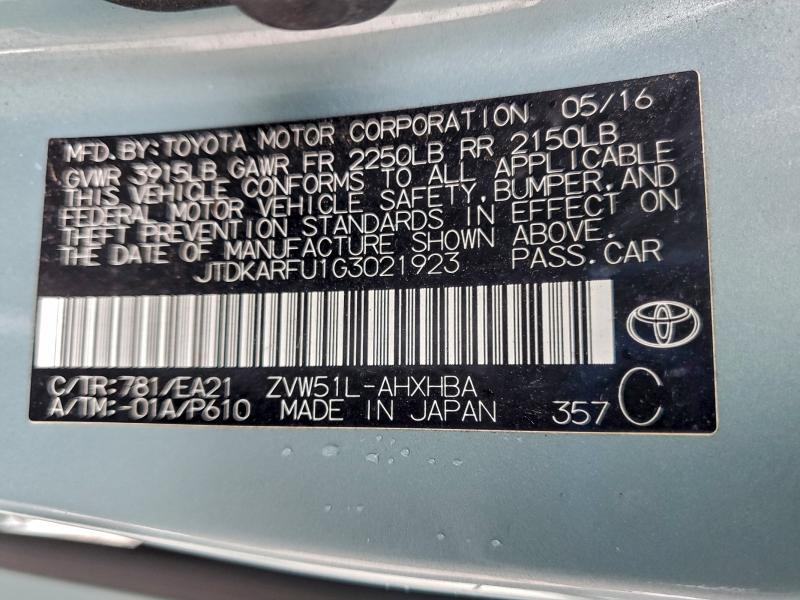 MFD. BY: TOYOTA MOTOR CORPORATION 05/16
GVWR 3915LB GAWR FR 2250LB RR 2150LB
THIS VEHICLE CONFORMS TO ALL APPLICABLE
FEDERAL MOTOR VEHICLE SAFETY, BUMPER, AND
THEFT PREVENTION STANDARDS IN EFFECT ON
THE DATE OF MANUFACTURE SHOWN ABOVE.
JTDKARFU1G3021923 PASS. CAR
C/TR: 781/EA21 ZVW51L-AHXHBA
A/TM: -01A/P610 MADE IN JAPAN 357 C